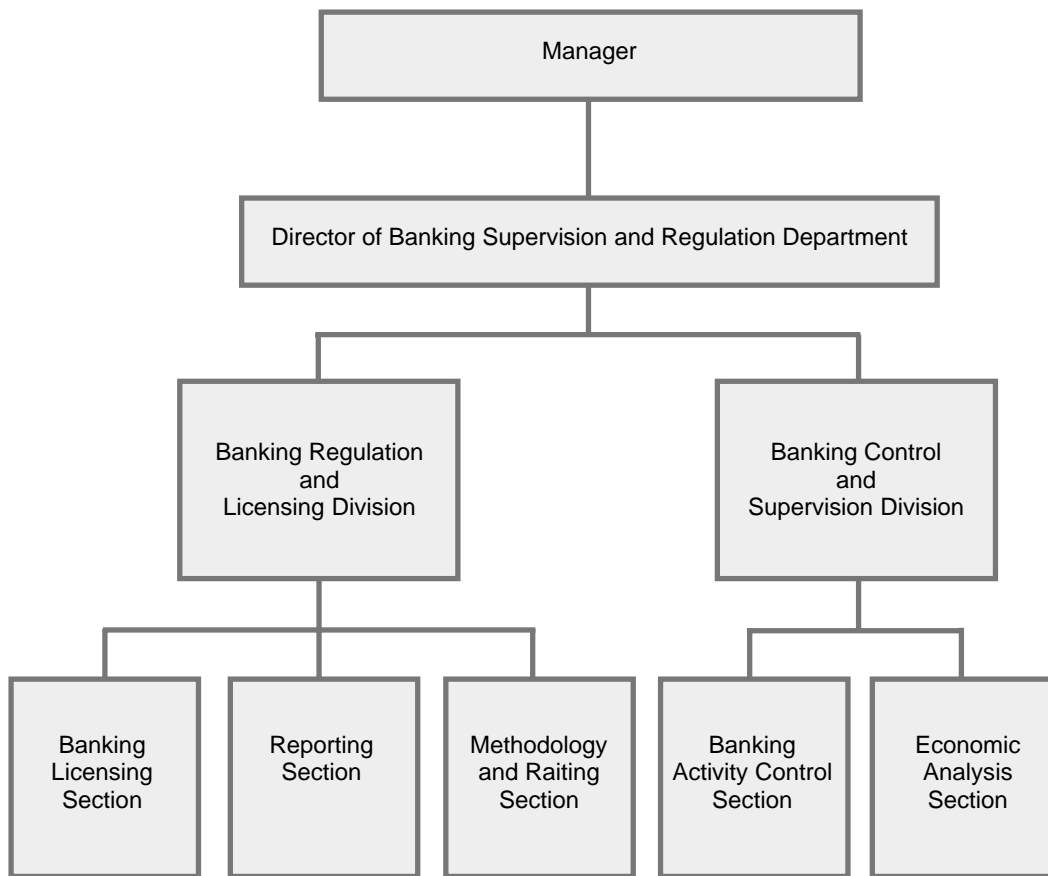 Manager
Director of Banking Supervision and Regulation Department
Banking Regulation
and
Licensing Division
Banking Control
and
Supervision Division
Banking
Licensing
Section
Reporting
Section
Methodology
and Raiting
Section
Banking
Activity Control
Section
Economic
Analysis
Section